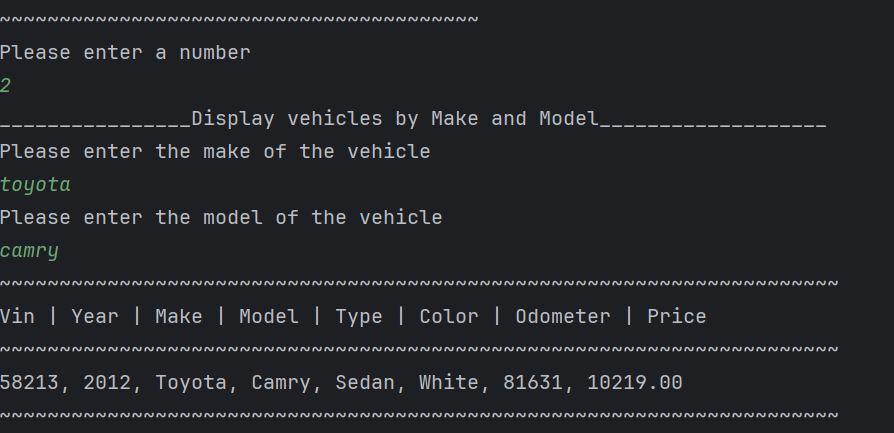 ~~~~~~~~~~~~~~~~~~~~~~~~~~~~~~~~~~~~~~~~
Please enter a number
2
________________Display vehicles by Make and Model___________________
Please enter the make of the vehicle
toyota
Please enter the model of the vehicle
camry
~~~~~~~~~~~~~~~~~~~~~~~~~~~~~~~~~~~~~~~~~~~~~~~~~~~~~~~~~~~~~~~~~~~~~~
Vin | Year | Make | Model | Type | Color | Odometer | Price
~~~~~~~~~~~~~~~~~~~~~~~~~~~~~~~~~~~~~~~~~~~~~~~~~~~~~~~~~~~~~~~~~~~~~~
58213, 2012, Toyota, Camry, Sedan, White, 81631, 10219.00
~~~~~~~~~~~~~~~~~~~~~~~~~~~~~~~~~~~~~~~~~~~~~~~~~~~~~~~~~~~~~~~~~~~~~~